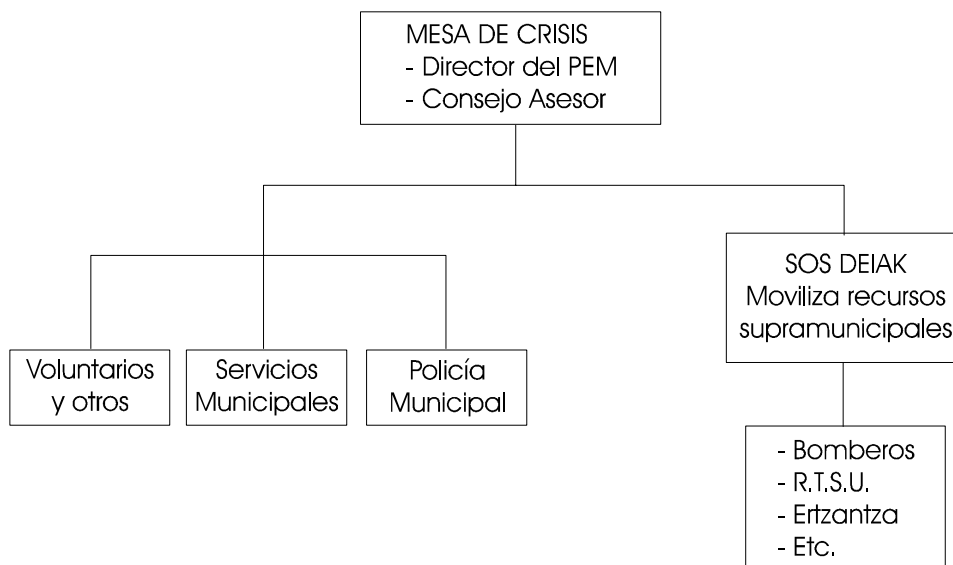 MESA DE CRISIS
- Director del PEM
- Consejo Asesor
SOS DEIAK
Moviliza recursos
supramunicipales
Voluntarios
y otros
Servicios
Municipales
Policía
Municipal
- Bomberos
- R.T.S.U.
- Ertzantza
- Etc.